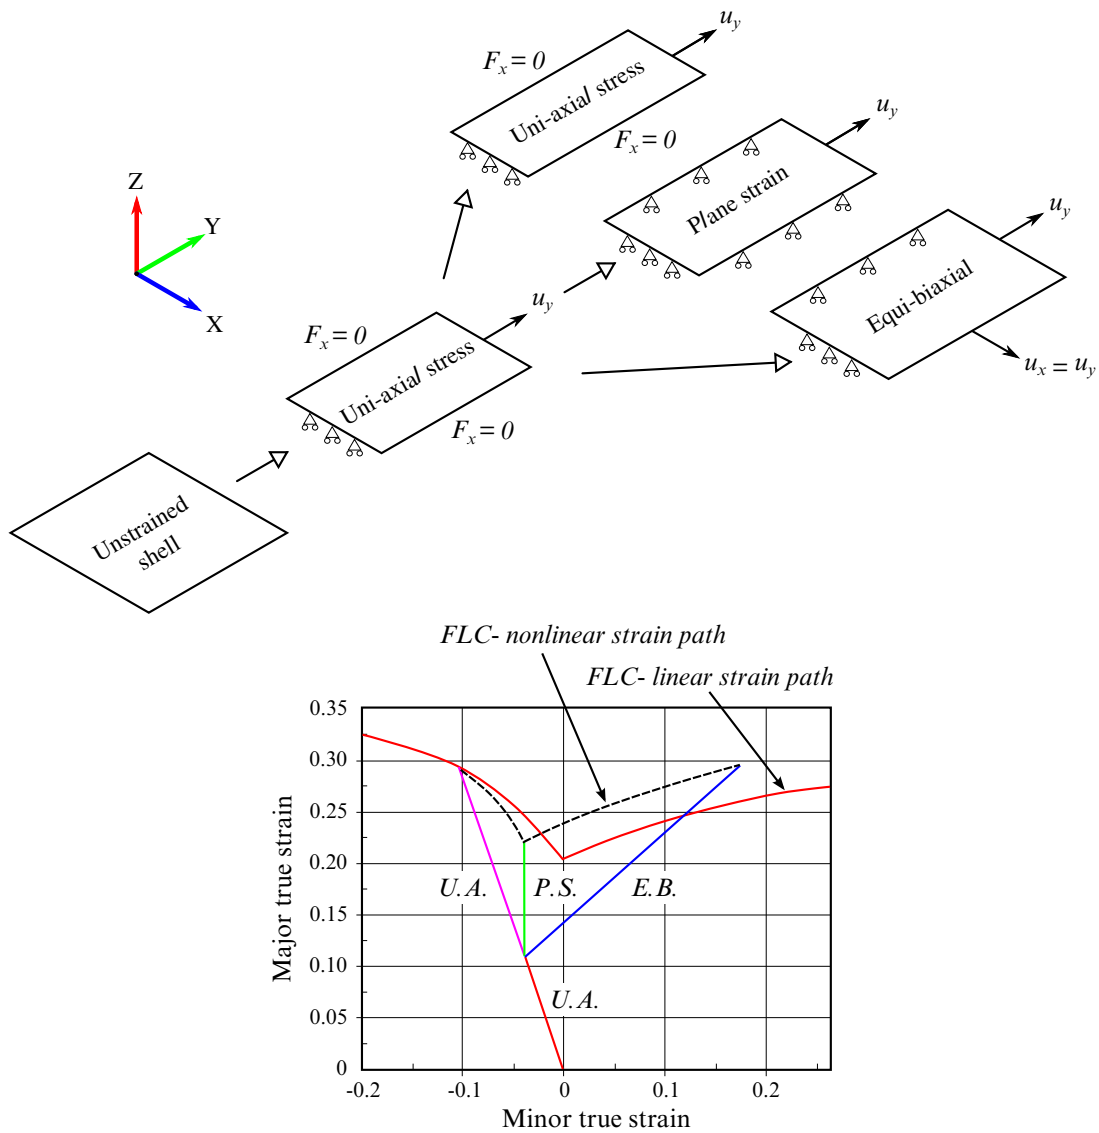 u_y
F_x = 0
Uni-axial stress
F_x = 0
u_y
Plane strain
Z
Y
X
u_y
Equi-biaxial
u_x = u_y
u_y
F_x = 0
Uni-axial stress
F_x = 0
Unstrained
shell
FLC- nonlinear strain path
FLC- linear strain path
0.35
0.30
0.25
0.20
0.15
0.10
0.05
0
Major true strain
U.A.
P.S.
E.B.
U.A.
-0.2
-0.1
0
0.1
0.2
Minor true strain